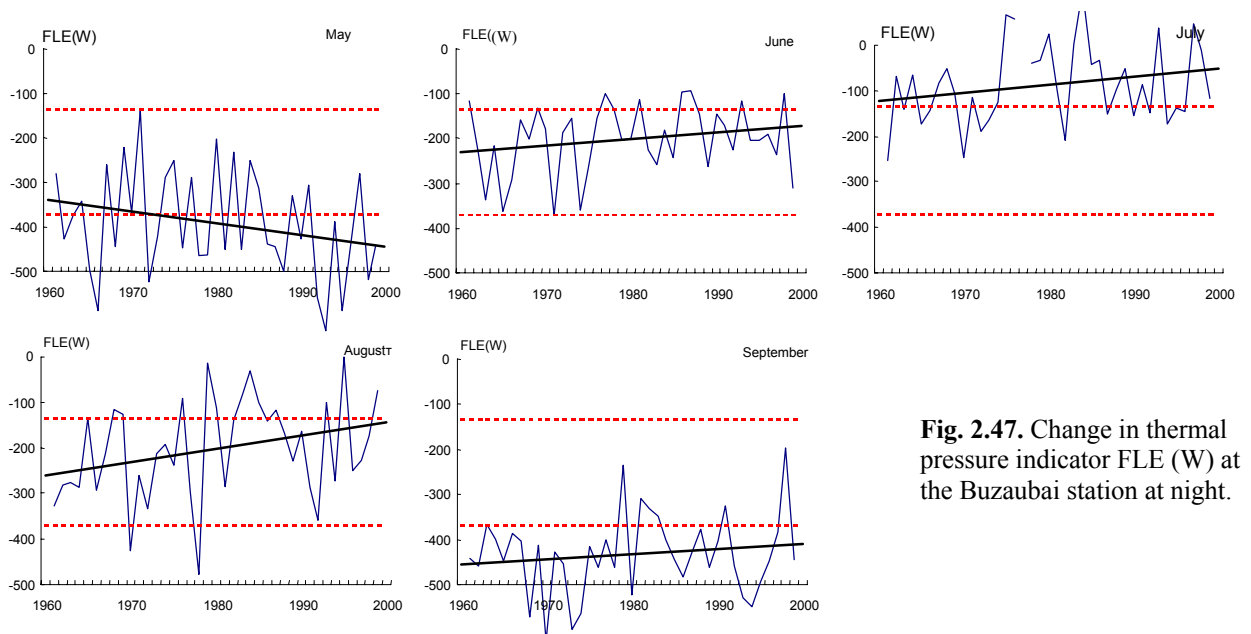 FLE(W)
May
0
-100
-200
-300
-400
-500
1960 1970 1980 1990 2000
FLE((W)
June
0
-100
-200
-300
-400
-500
1960 1970 1980 1990 2000
FLE(W)
July
0
-100
-200
-300
-400
-500
1960 1970 1980 1990 2000
FLE(W)
Augustт
0
-100
-200
-300
-400
-500
1960 1970 1980 1990 2000
FLE(W)
September
0
-100
-200
-300
-400
-500
1960 1970 1980 1990 2000
Fig. 2.47. Change in thermal
pressure indicator FLE (W) at
the Buzaubai station at night.